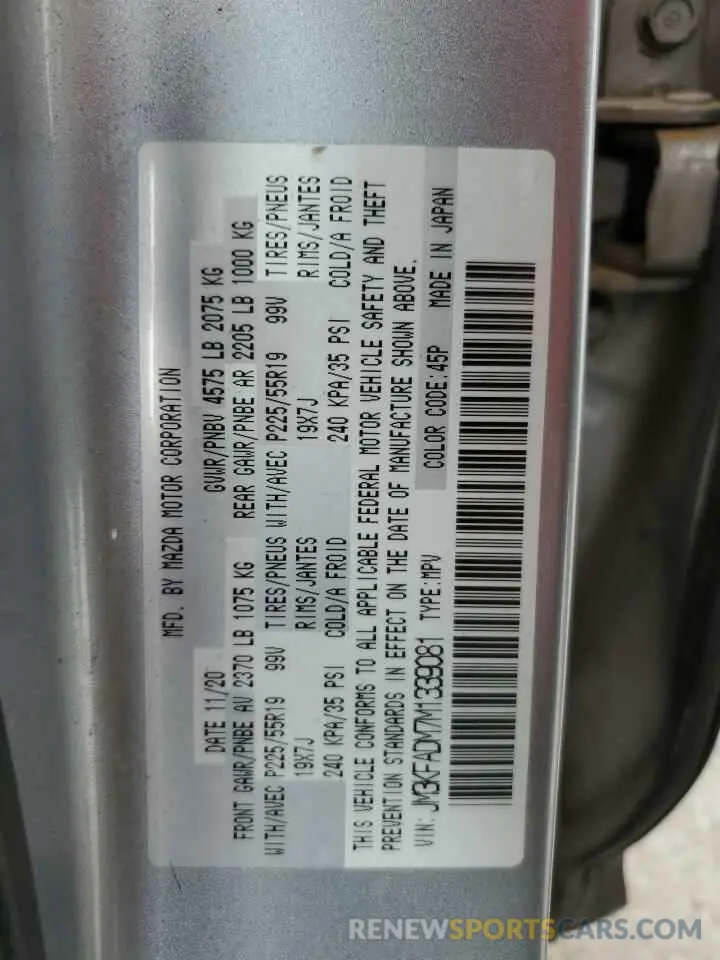 MFD. BY MAZDA MOTOR CORPORATION
DATE 11/20 GVWR/PNBV 4575 LB 2075 KG
FRONT GAWR/PNBE AV 2370 LB 1075 KG REAR GAWR/PNBE AR 2205 LB 1000 KG
WITH/AVEC P225/55R19 99V TIRES/PNEUS WITH/AVEC P225/55R19 99V TIRES/PNEUS
19X7J RIMS/JANTES 19X7J RIMS/JANTES
240 KPA/35 PSI COLD/A FROID 240 KPA/35 PSI COLD/A FROID
THIS VEHICLE CONFORMS TO ALL APPLICABLE FEDERAL MOTOR VEHICLE SAFETY AND THEFT
PREVENTION STANDARDS IN EFFECT ON THE DATE OF MANUFACTURE SHOWN ABOVE.
VIN: JM3KFADM7M1339081 TYPE:MPV COLOR CODE:45P MADE IN JAPAN
RENEWSPORTSCARS.COM